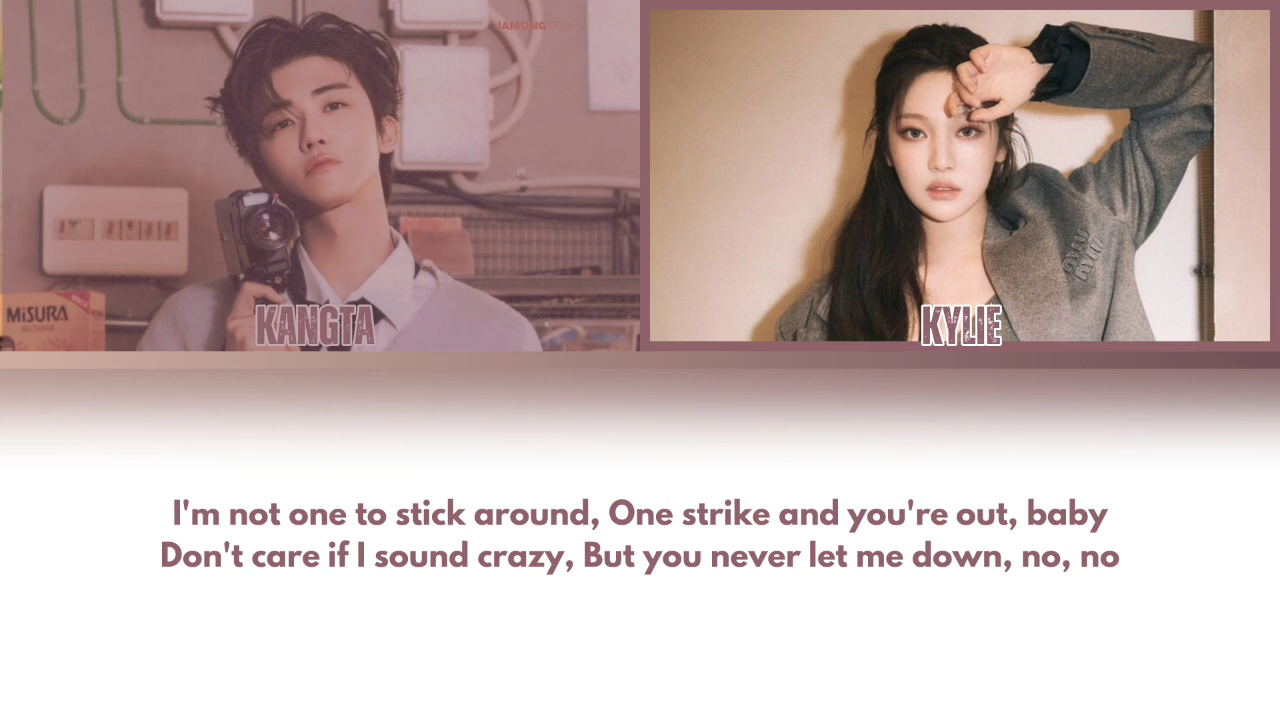 IAMONG
MiSURA
KANGTA
KYLIE
I'm not one to stick around, One strike and you're out, baby
Don't care if I sound crazy, But you never let me down, no, no